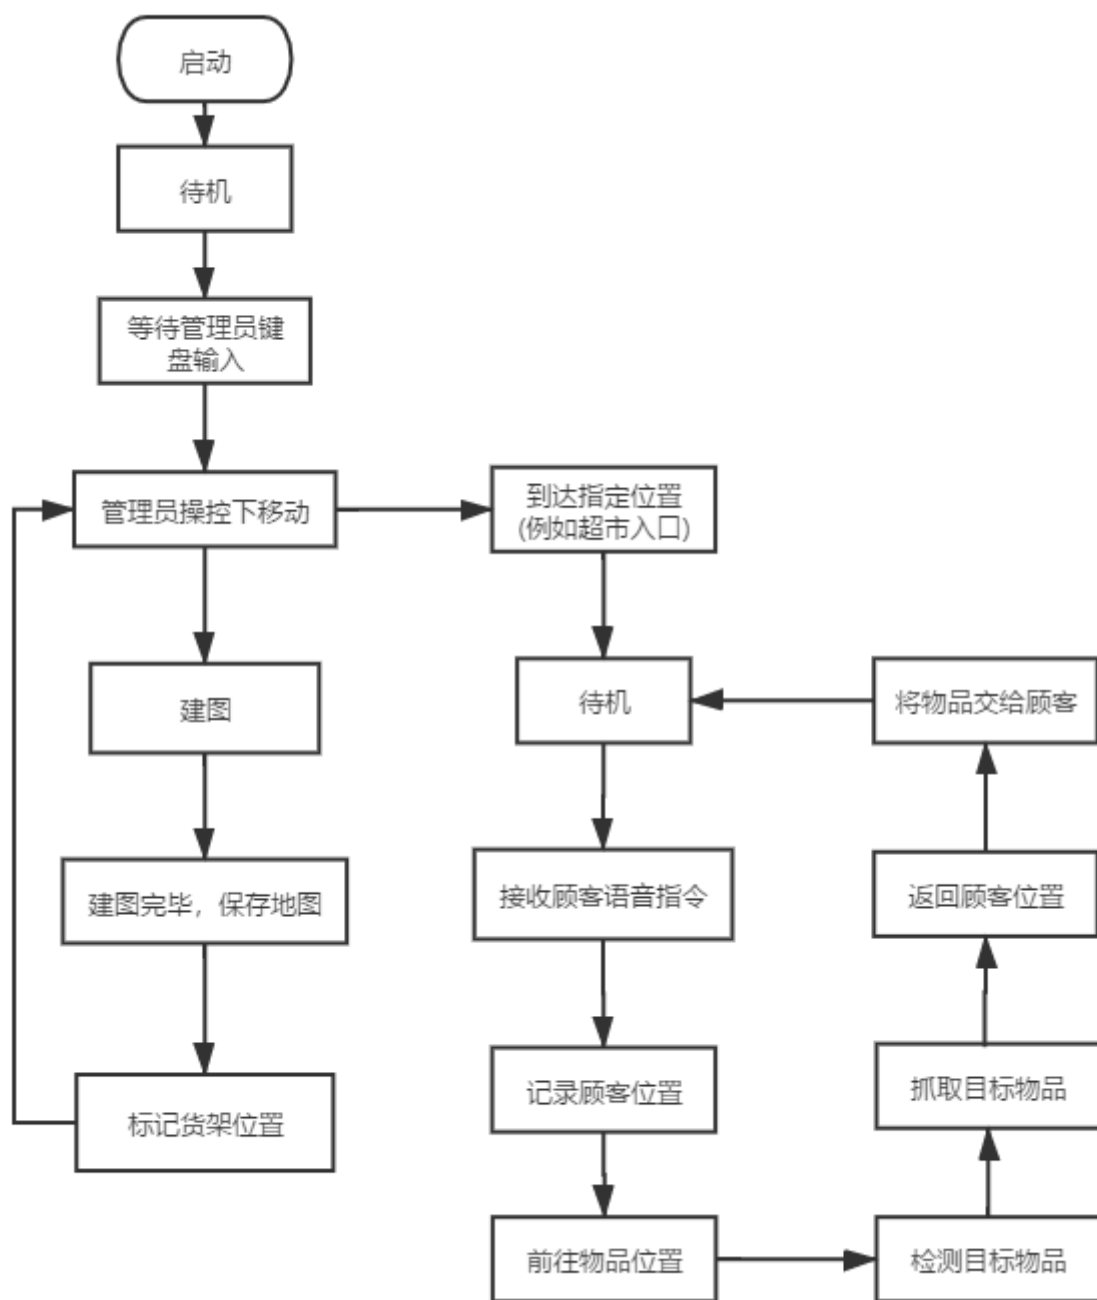 启动
待机
等待管理员键
盘输入
管理员操控下移动
建图
建图完毕，保存地图
标记货架位置
到达指定位置
(例如超市入口)
待机
接收顾客语音指令
记录顾客位置
前往物品位置
检测目标物品
抓取目标物品
返回顾客位置
将物品交给顾客